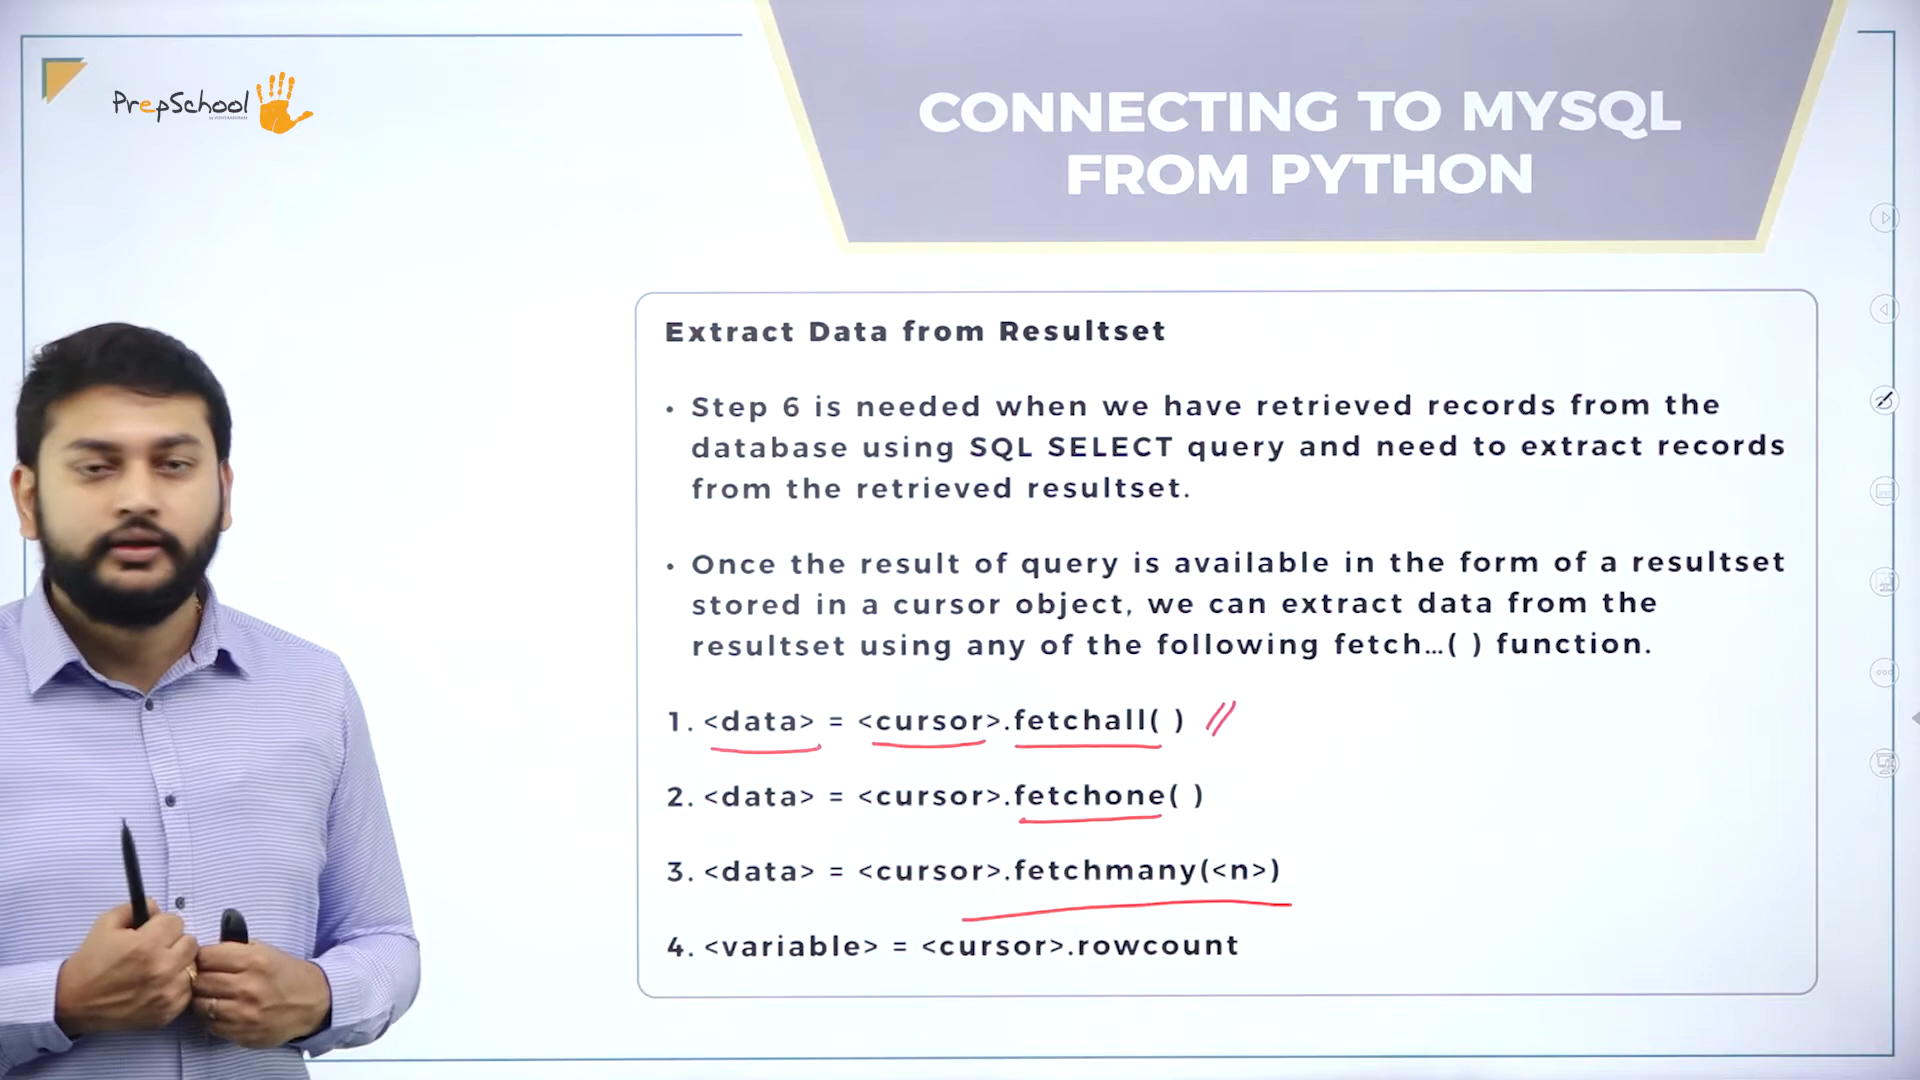 PrepSchool
CONNECTING TO MYSQL
FROM PYTHON
Extract Data from Resultset
• Step 6 is needed when we have retrieved records from the
database using SQL SELECT query and need to extract records
from the retrieved resultset.
• Once the result of query is available in the form of a resultset
stored in a cursor object, we can extract data from the
resultset using any of the following fetch...( ) function.
1. <data> = <cursor>.fetchall( )
2. <data> = <cursor>.fetchone( )
3. <data> = <cursor>.fetchmany(<n>)
4. <variable> = <cursor>.rowcount